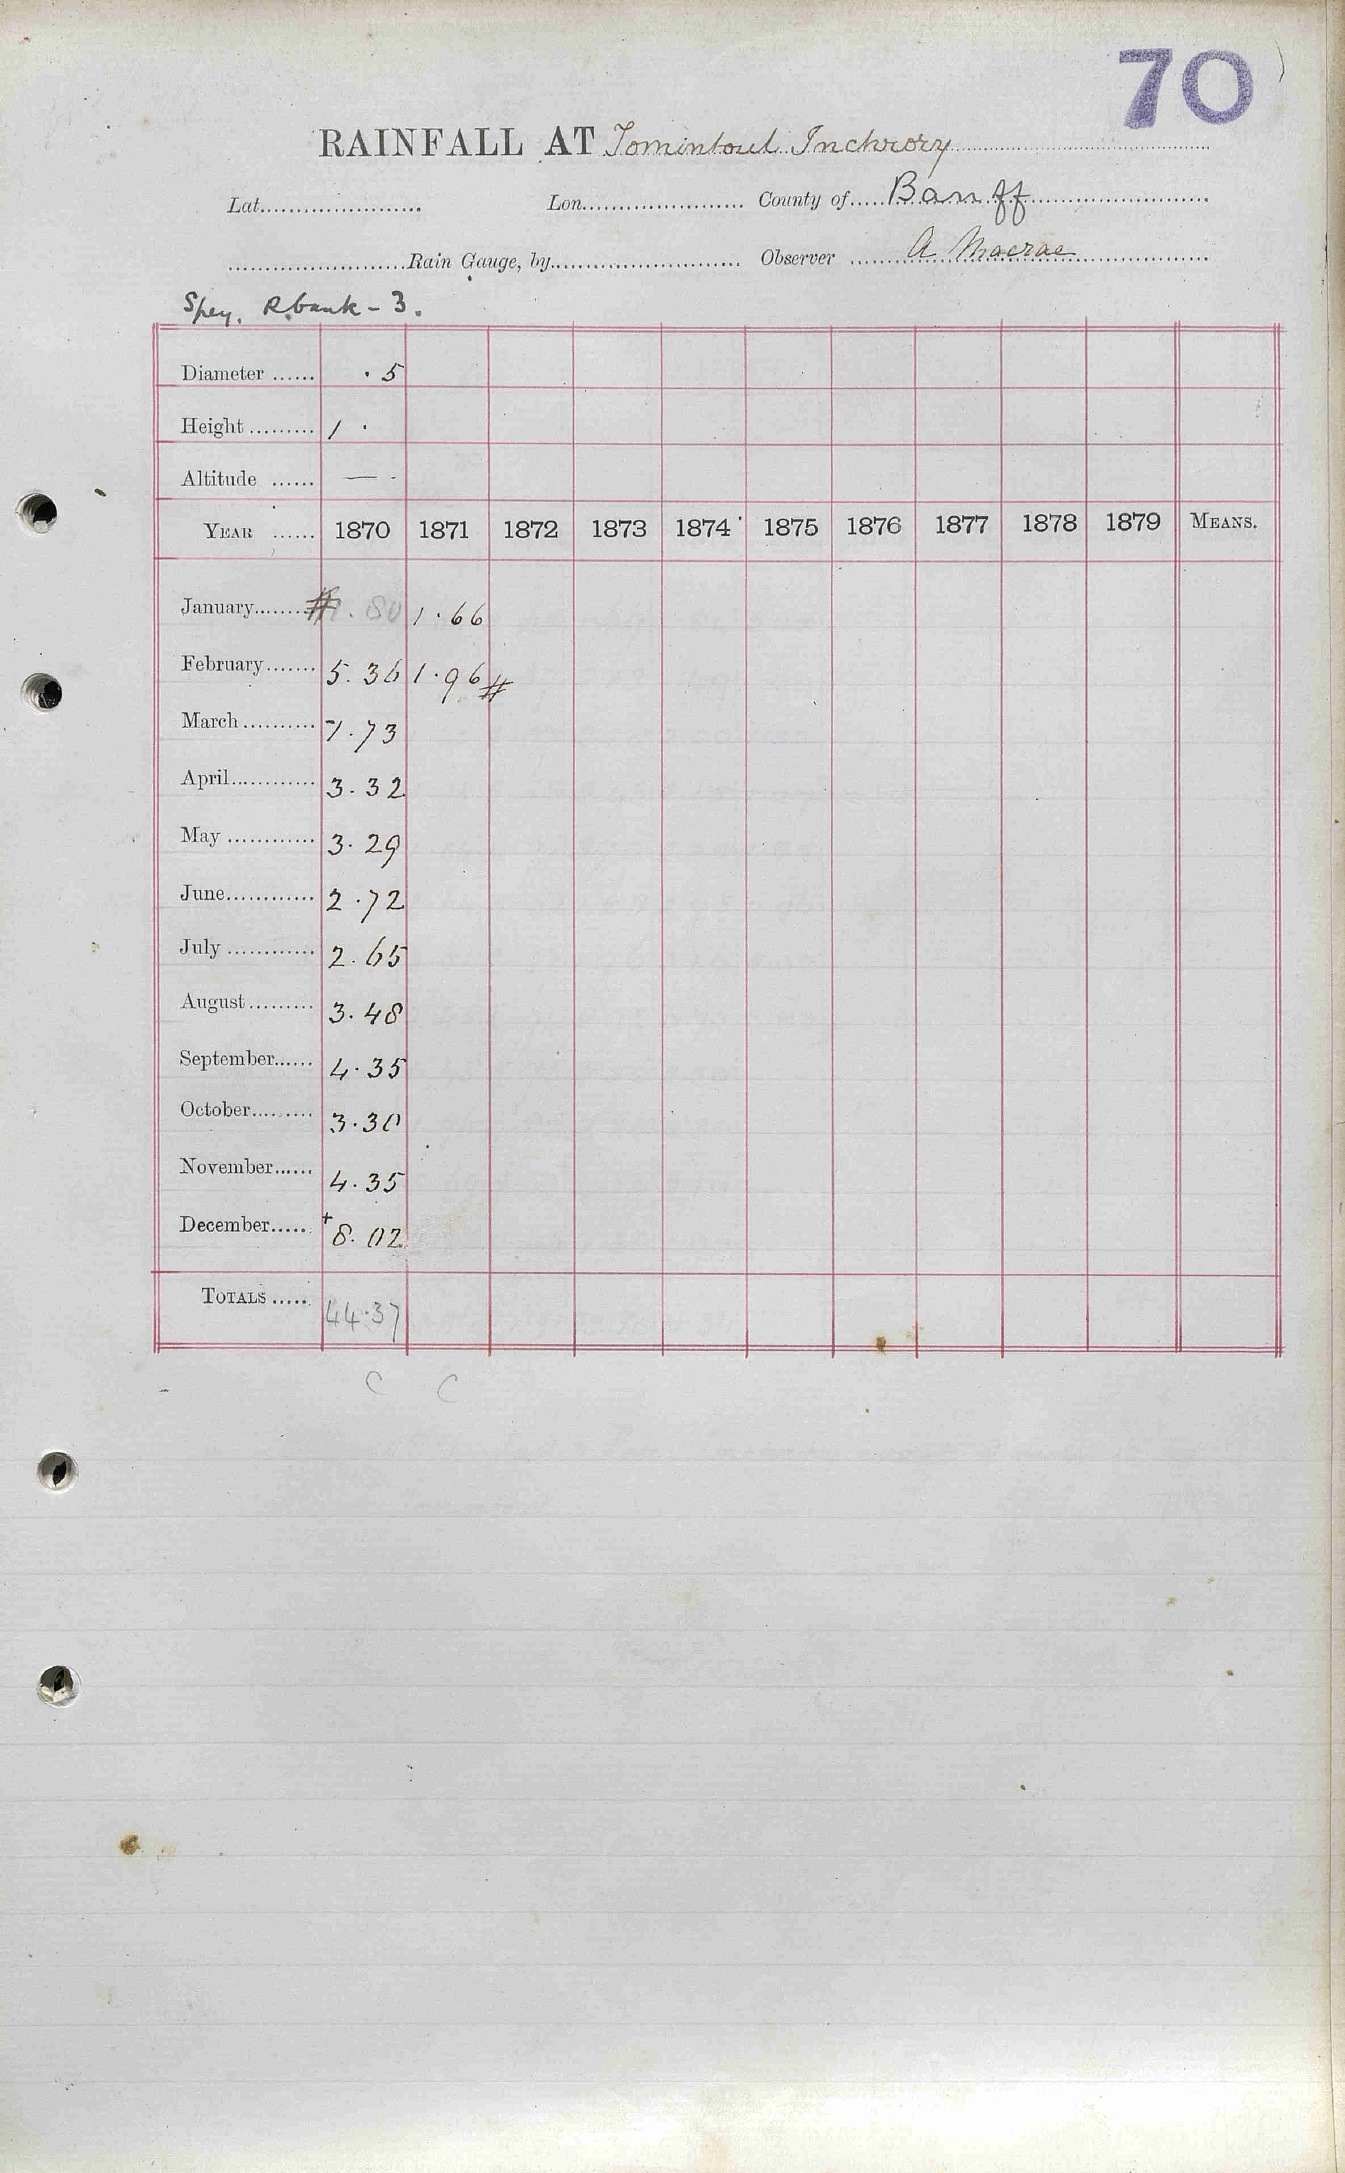 70
RAINFALL AT Tomintoul Inchrory
Lat. Lon. County of Banff
Rain Gauge, by Observer A Macrae
Spey. R bank - 3.
Diameter ...... .5
Height ......... 1 .
Altitude ...... —
YEAR ...... 1870 1871 1872 1873 1874 1875 1876 1877 1878 1879 MEANS.
January ....... # 1.80 1.66
February ....... 5.36 1.96 #
March .......... 1.73
April ............ 3.32
May ............ 3.29
June ............ 2.72
July ............ 2.65
August ......... 3.48
September ...... 4.35
October ......... 3.30
November ...... 4.35
December ..... + 8.02
TOTALS ..... 44.37
C C